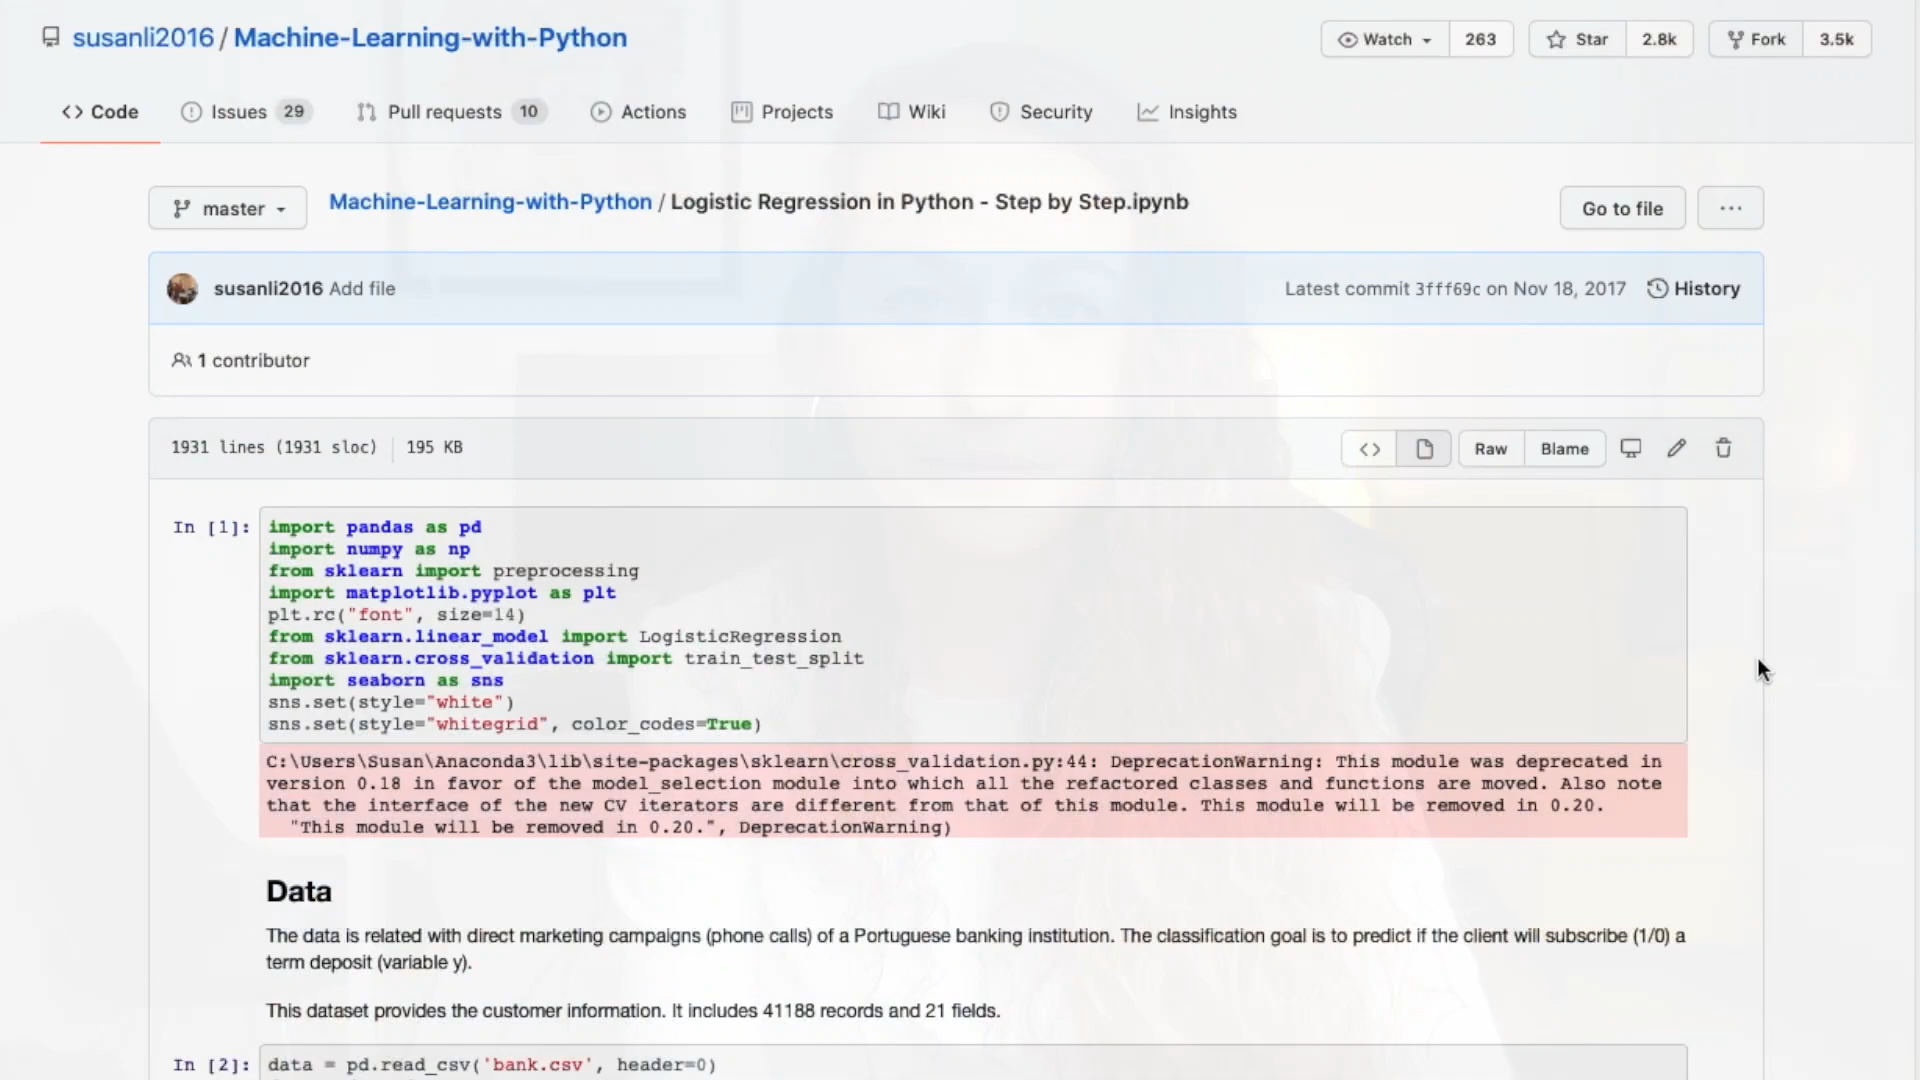 susanli2016 / Machine-Learning-with-Python
Watch 263 Star 2.8k Fork 3.5k
Code Issues 29 Pull requests 10 Actions Projects Wiki Security Insights
master Machine-Learning-with-Python / Logistic Regression in Python - Step by Step.ipynb Go to file ...
susanli2016 Add file Latest commit 3fff69c on Nov 18, 2017 History
1 contributor
1931 lines (1931 sloc) 195 KB <> Raw Blame
In [1]: import pandas as pd
import numpy as np
from sklearn import preprocessing
import matplotlib.pyplot as plt
plt.rc("font", size=14)
from sklearn.linear_model import LogisticRegression
from sklearn.cross_validation import train_test_split
import seaborn as sns
sns.set(style="white")
sns.set(style="whitegrid", color_codes=True)
C:\Users\Susan\Anaconda3\lib\site-packages\sklearn\cross_validation.py:44: DeprecationWarning: This module was deprecated in
version 0.18 in favor of the model_selection module into which all the refactored classes and functions are moved. Also note
that the interface of the new CV iterators are different from that of this module. This module will be removed in 0.20.
"This module will be removed in 0.20.", DeprecationWarning)
Data
The data is related with direct marketing campaigns (phone calls) of a Portuguese banking institution. The classification goal is to predict if the client will subscribe (1/0) a
term deposit (variable y).
This dataset provides the customer information. It includes 41188 records and 21 fields.
In [2]: data = pd.read_csv('bank.csv', header=0)